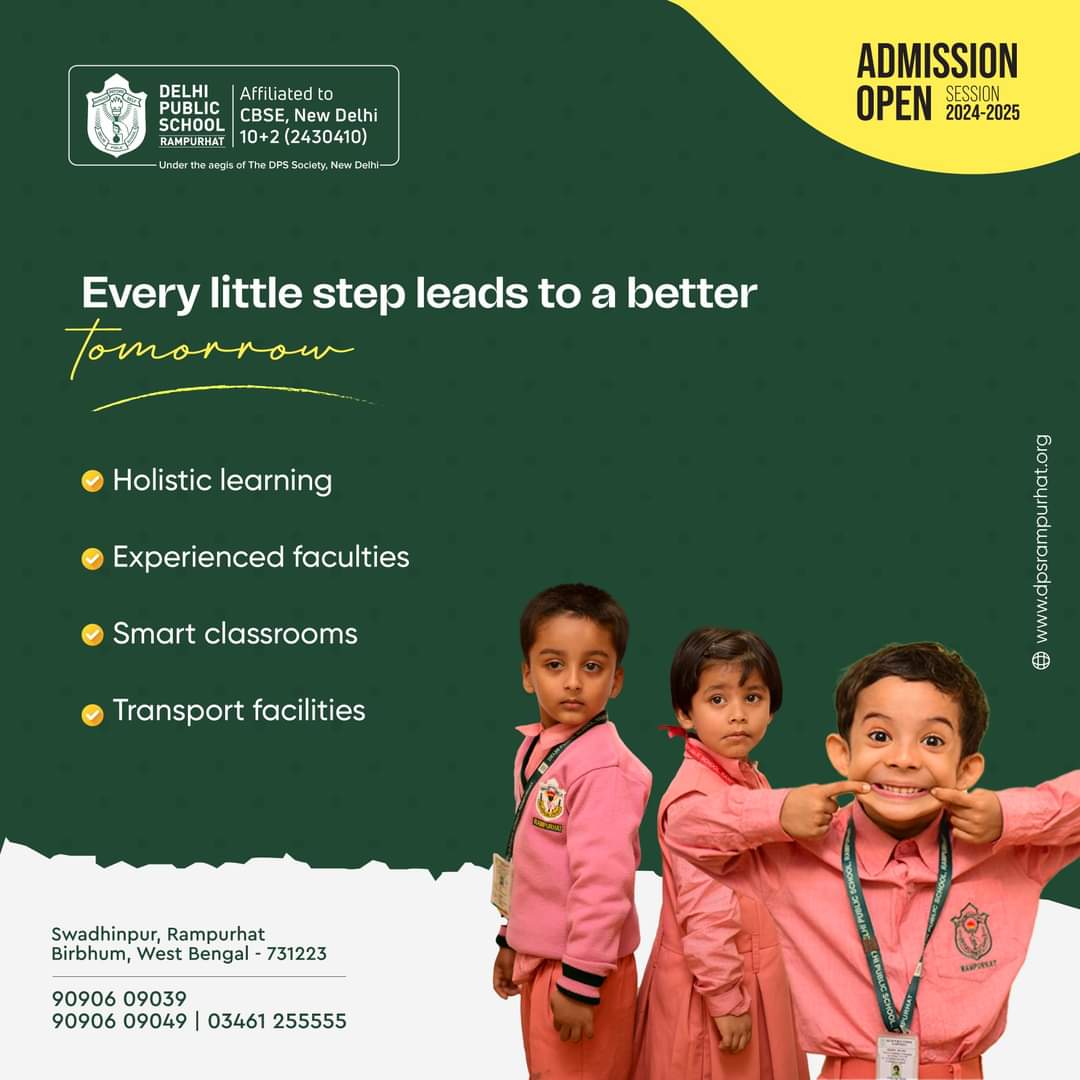 DELHI
PUBLIC
SCHOOL
RAMPURHAT
Affiliated to
CBSE, New Delhi
10+2 (2430410)
Under the aegis of The DPS Society, New Delhi
ADMISSION
OPEN SESSION
2024-2025
Every little step leads to a better
Tomorrow
Holistic learning
Experienced faculties
Smart classrooms
Transport facilities
www.dpsrampurhat.org
RAMPURHAT
RAMPURHAT
Swadhinpur, Rampurhat
Birbhum, West Bengal - 731223
90906 09039
90906 09049 | 03461 255555